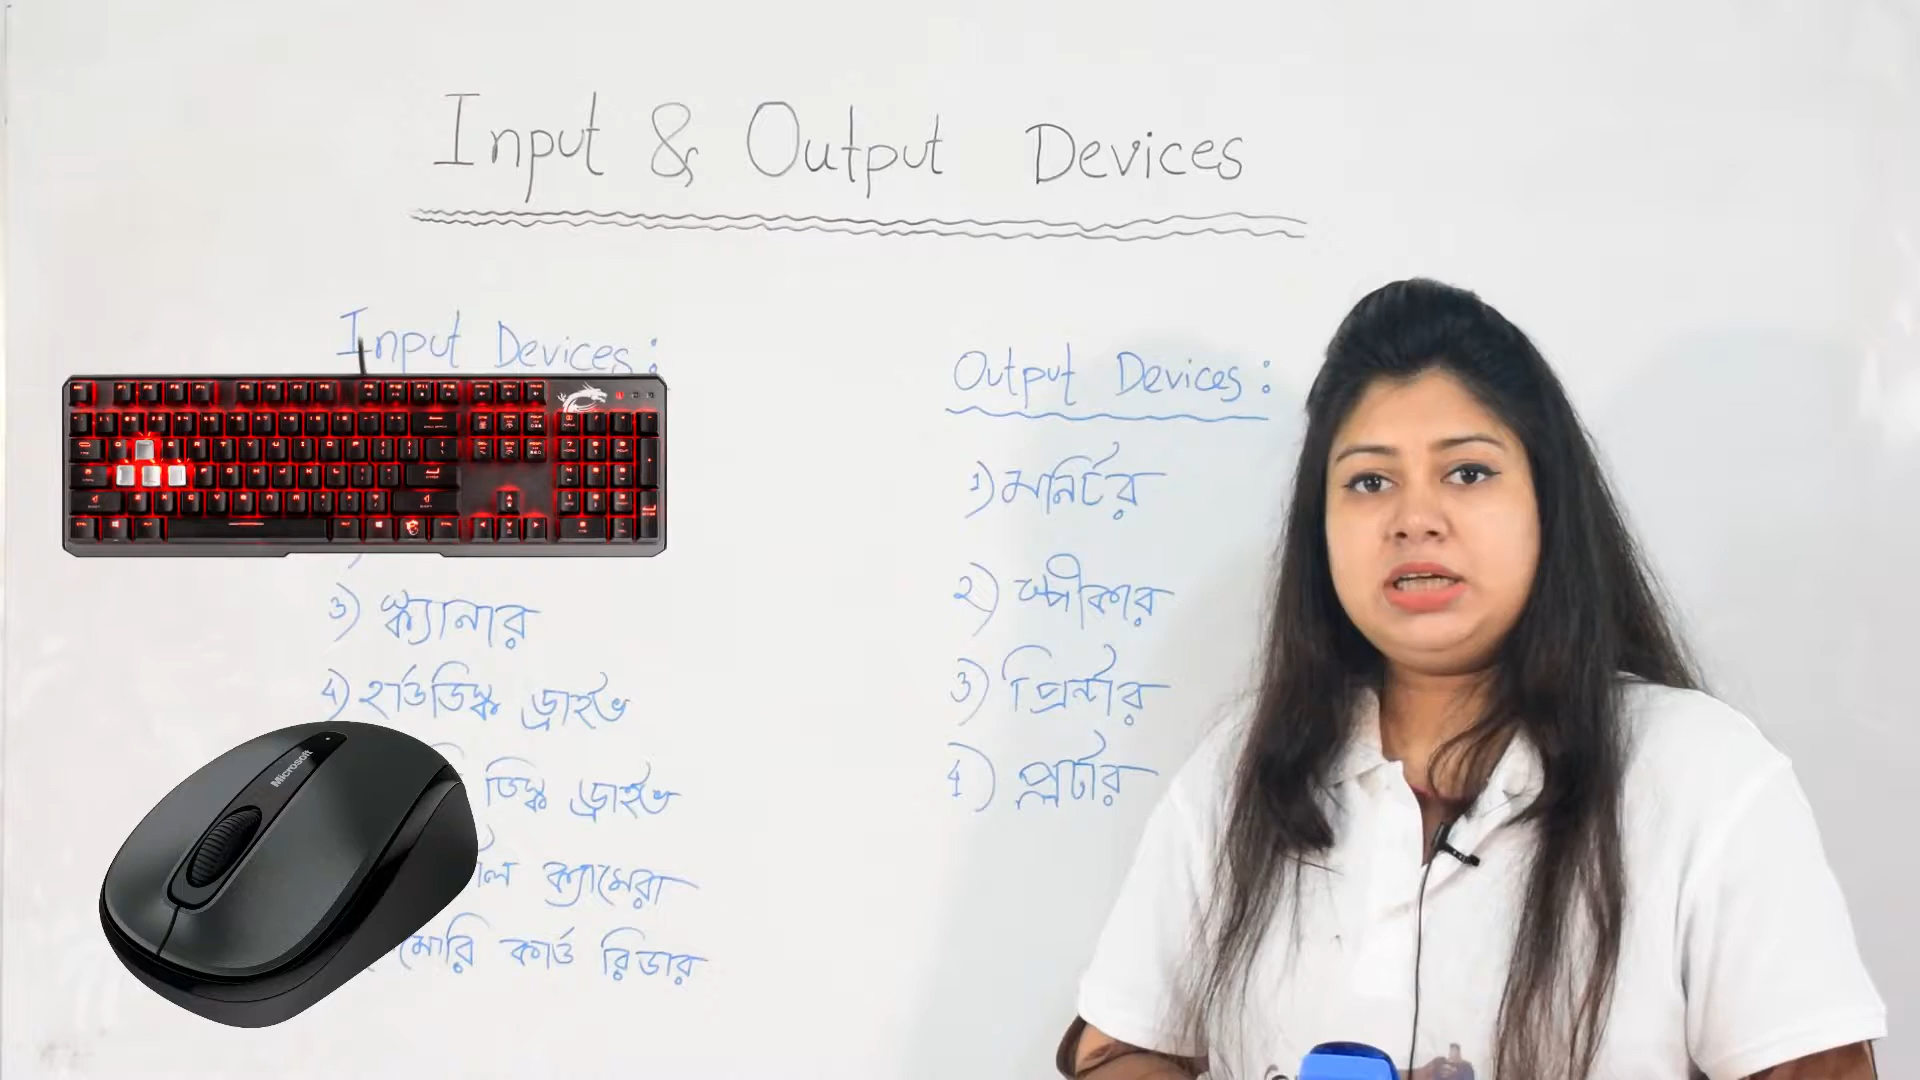 Input & Output Devices
Input Devices:
৩) স্ক্যানার
৪) হার্ডডিস্ক ড্রাইভ
ডিস্ক ড্রাইভ
ক্যামেরা
কার্ড রিডার
Output Devices:
১) মনিটর
২) স্পীকার
৩) প্রিন্টার
৪) প্লটার
Microsoft